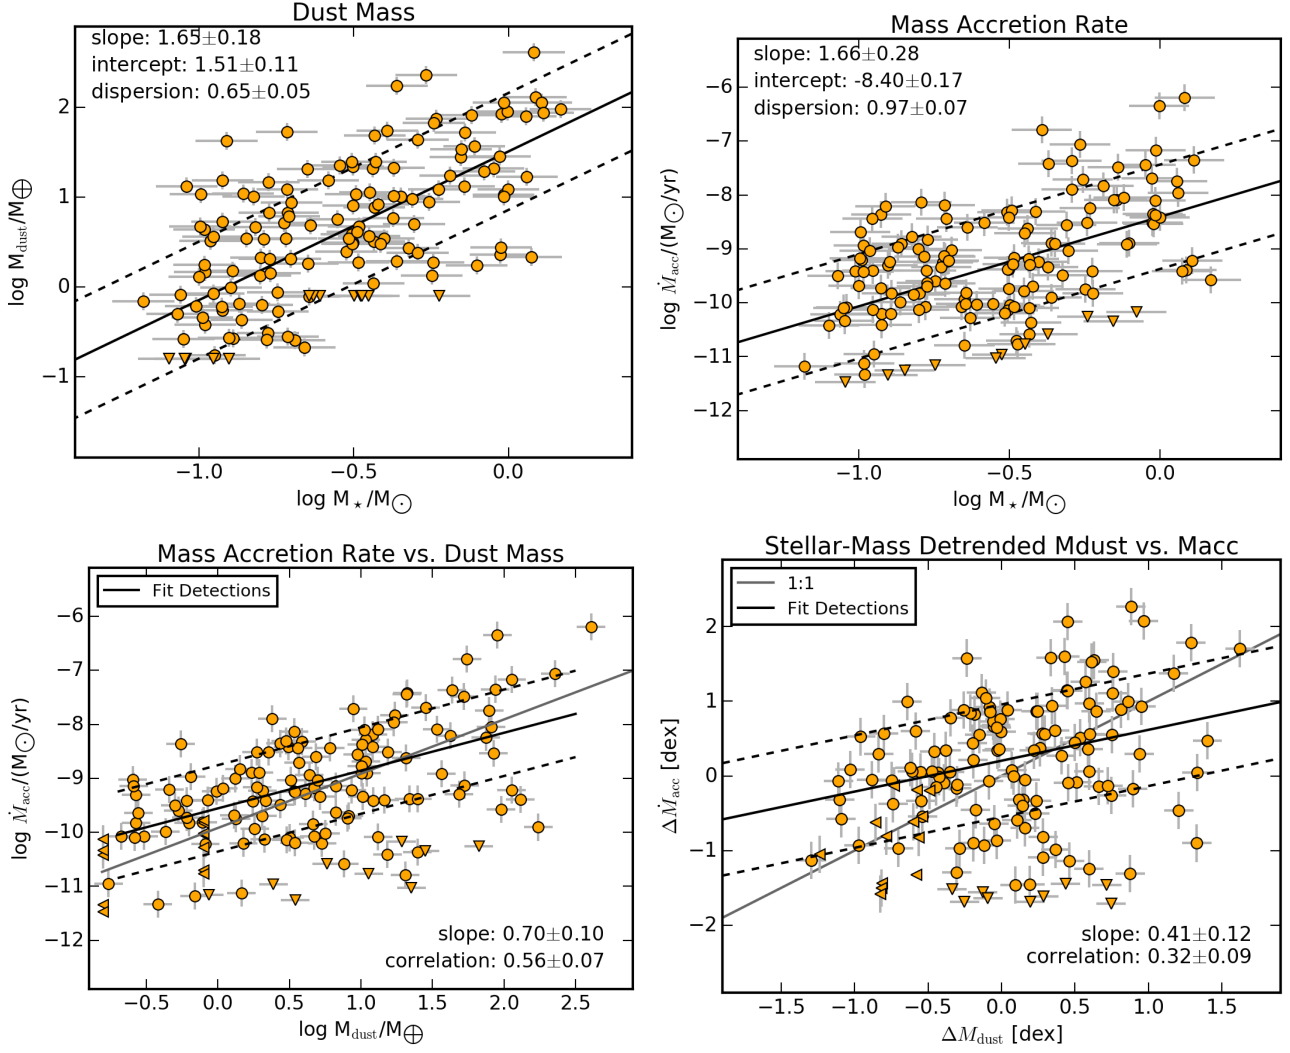 Dust Mass
slope: 1.65±0.18
intercept: 1.51±0.11
dispersion: 0.65±0.05
2
1
0
−1
−1.0 −0.5 0.0
log M⋆/M⨀
log M_dust/M⨁
Mass Accretion Rate
slope: 1.66±0.28
intercept: -8.40±0.17
dispersion: 0.97±0.07
−6
−7
−8
−9
−10
−11
−12
−1.0 −0.5 0.0
log M⋆/M⨀
log Ṁ_acc/(M⨀/yr)
Mass Accretion Rate vs. Dust Mass
Fit Detections
−6
−7
−8
−9
−10
−11
−12
slope: 0.70±0.10
correlation: 0.56±0.07
−0.5 0.0 0.5 1.0 1.5 2.0 2.5
log M_dust/M⨁
log Ṁ_acc/(M⨀/yr)
Stellar-Mass Detrended Mdust vs. Macc
1:1
Fit Detections
2
1
0
−1
−2
slope: 0.41±0.12
correlation: 0.32±0.09
−1.5 −1.0 −0.5 0.0 0.5 1.0 1.5
ΔM_dust [dex]
ΔṀ_acc [dex]